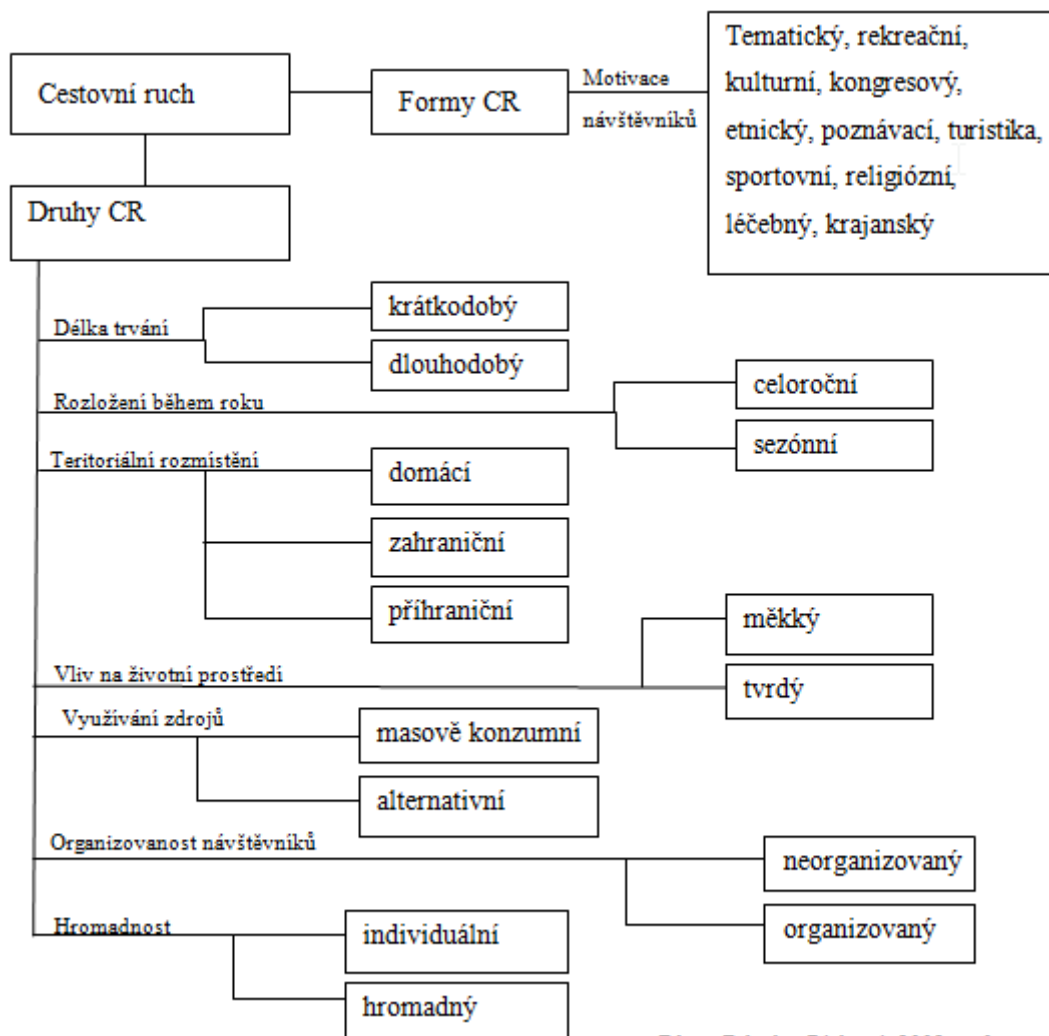 Cestovní ruch
Formy CR
Motivace
návštěvníků
Tematický, rekreační,
kulturní, kongresový,
etnický, poznávací, turistika,
sportovní, religiózní,
léčebný, krajanský
Druhy CR
Délka trvání
krátkodobý
dlouhodobý
Rozložení během roku
celoroční
sezónní
Teritoriální rozmístění
domácí
zahraniční
příhraniční
Vliv na životní prostředí
měkký
tvrdý
Využívání zdrojů
masově konzumní
alternativní
Organizovanost návštěvníků
neorganizovaný
organizovaný
Hromadnost
individuální
hromadný